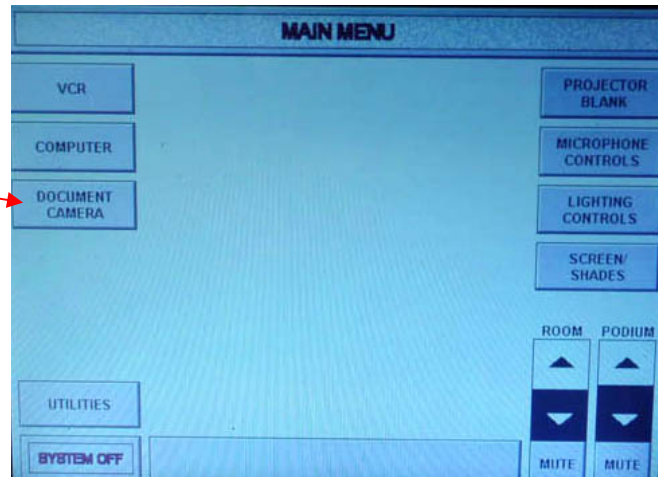 MAIN MENU
VCR
COMPUTER
DOCUMENT
CAMERA
UTILITIES
SYSTEM OFF
PROJECTOR
BLANK
MICROPHONE
CONTROLS
LIGHTING
CONTROLS
SCREEN/
SHADES
ROOM PODIUM
MUTE MUTE